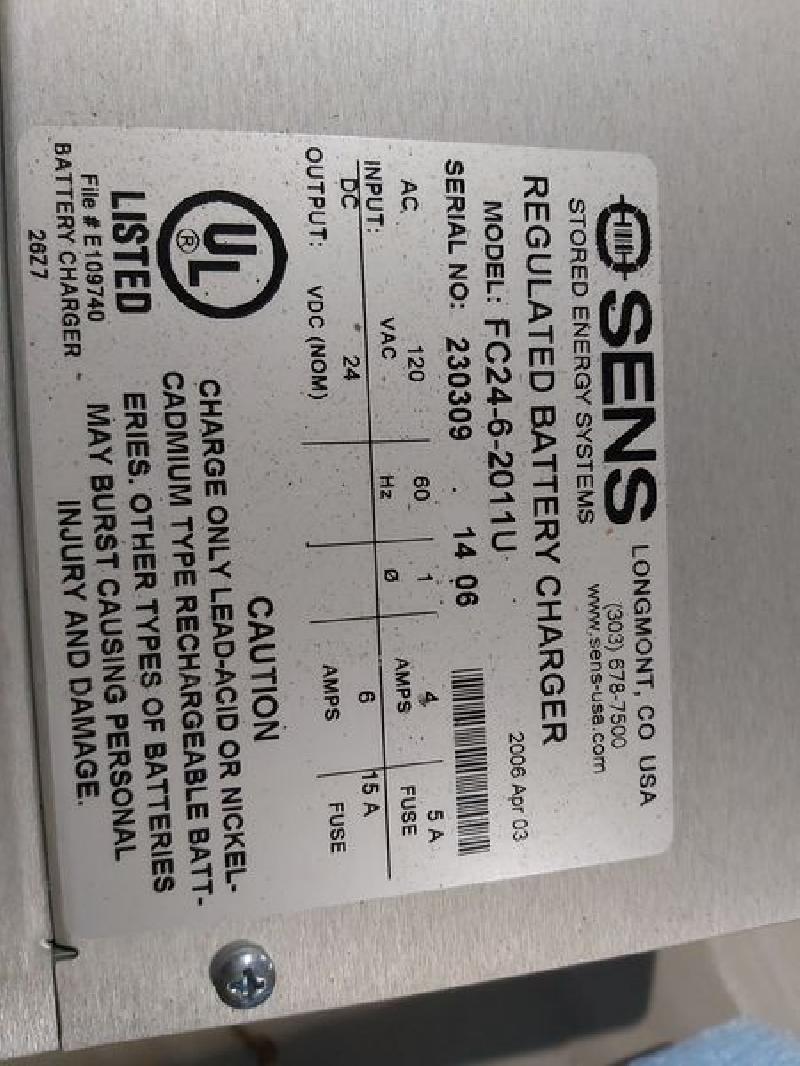 SENS
LONGMONT, CO USA
(303) 678-7500
www.sens-usa.com
STORED ENERGY SYSTEMS
REGULATED BATTERY CHARGER
MODEL: FC24-6-2011U
2006 Apr 03
SERIAL NO: 230309 14 06
AC 120 60 1 4 5 A
INPUT: VAC Hz Ø AMPS FUSE
DC 24 6 15 A
OUTPUT: VDC (NOM) AMPS FUSE
UL ®
LISTED
File # E109740
BATTERY CHARGER
26Z7
CAUTION
CHARGE ONLY LEAD-ACID OR NICKEL-
CADMIUM TYPE RECHARGEABLE BATT-
ERIES. OTHER TYPES OF BATTERIES
MAY BURST CAUSING PERSONAL
INJURY AND DAMAGE.